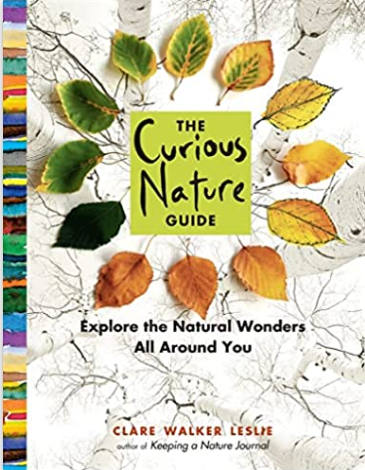 THE
Curious
Nature
GUIDE
Explore the Natural Wonders
All Around You
CLARE WALKER LESLIE
author of Keeping a Nature Journal